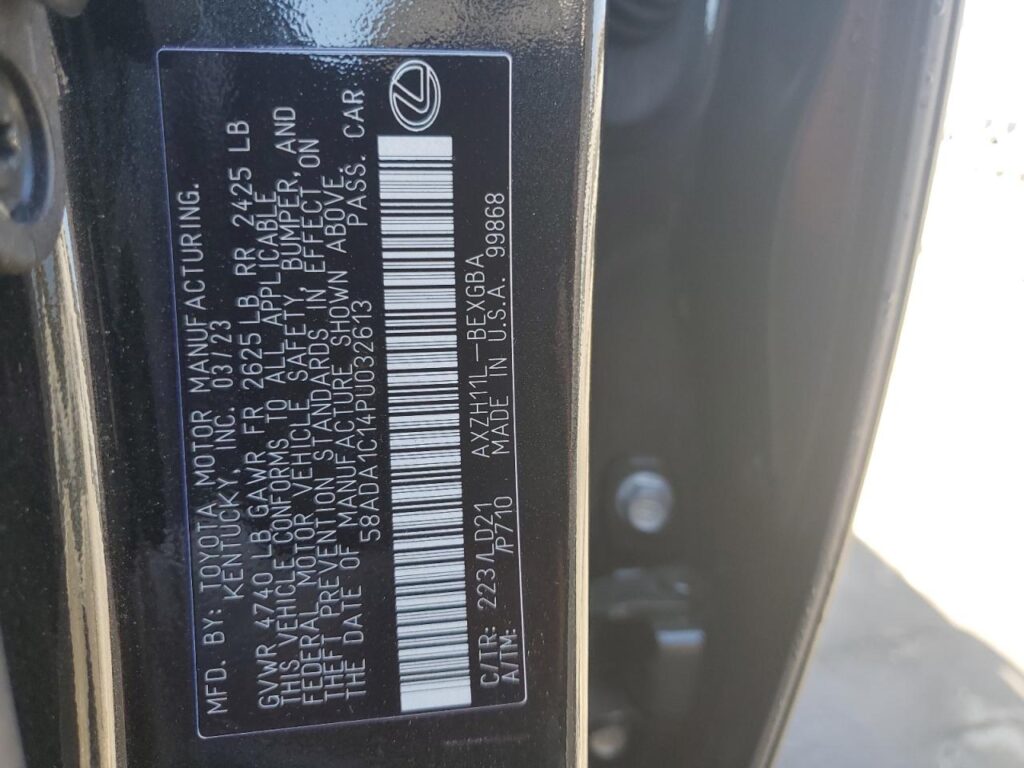 MFD. BY: TOYOTA MOTOR MANUFACTURING.
KENTUCKY, INC. 03/23
GVWR 4740 LB GAWR FR 2625 LB RR 2425 LB
THIS VEHICLE CONFORMS TO ALL APPLICABLE
FEDERAL MOTOR VEHICLE SAFETY, BUMPER, AND
THEFT PREVENTION STANDARDS IN EFFECT ON
THE DATE OF MANUFACTURE SHOWN ABOVE.
58ADA1C14PU032613 PASS. CAR
C/TR: 223/LD21 AXZH11L-BEXGBA
A/TM: /P710 MADE IN U.S.A. 99868